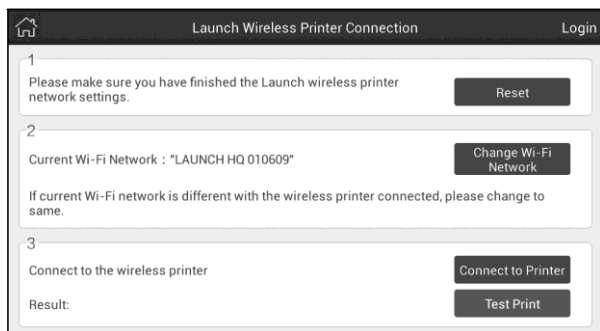 Launch Wireless Printer Connection
Login
1
Please make sure you have finished the Launch wireless printer
network settings.
Reset
2
Current Wi-Fi Network : "LAUNCH HQ 010609"
Change Wi-Fi
Network
If current Wi-Fi network is different with the wireless printer connected, please change to
same.
3
Connect to the wireless printer
Connect to Printer
Result:
Test Print